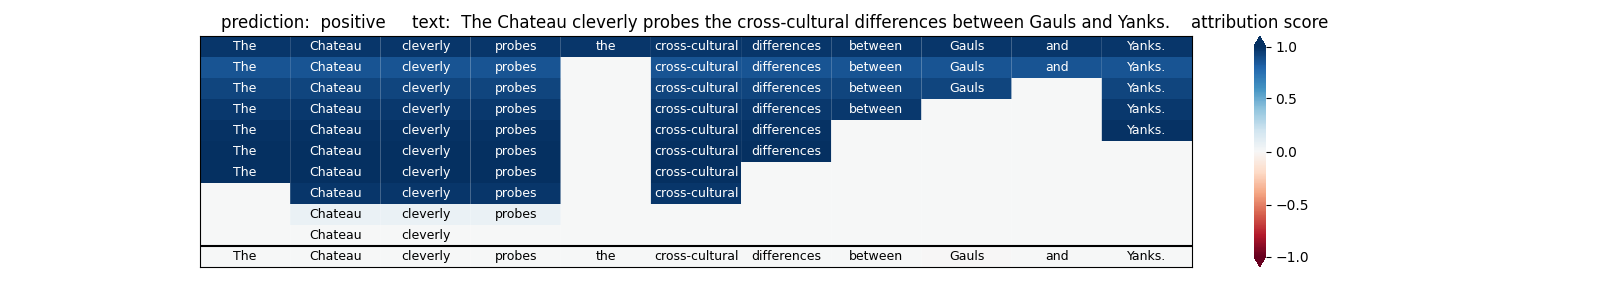 prediction:  positive     text:  The Chateau cleverly probes the cross-cultural differences between Gauls and Yanks.    attribution score
The Chateau cleverly probes the cross-cultural differences between Gauls and Yanks.
The Chateau cleverly probes cross-cultural differences between Gauls and Yanks.
The Chateau cleverly probes cross-cultural differences between Gauls Yanks.
The Chateau cleverly probes cross-cultural differences between Yanks.
The Chateau cleverly probes cross-cultural differences Yanks.
The Chateau cleverly probes cross-cultural differences
The Chateau cleverly probes cross-cultural
Chateau cleverly probes cross-cultural
Chateau cleverly probes
Chateau cleverly
The Chateau cleverly probes the cross-cultural differences between Gauls and Yanks.
1.0
0.5
0.0
−0.5
−1.0